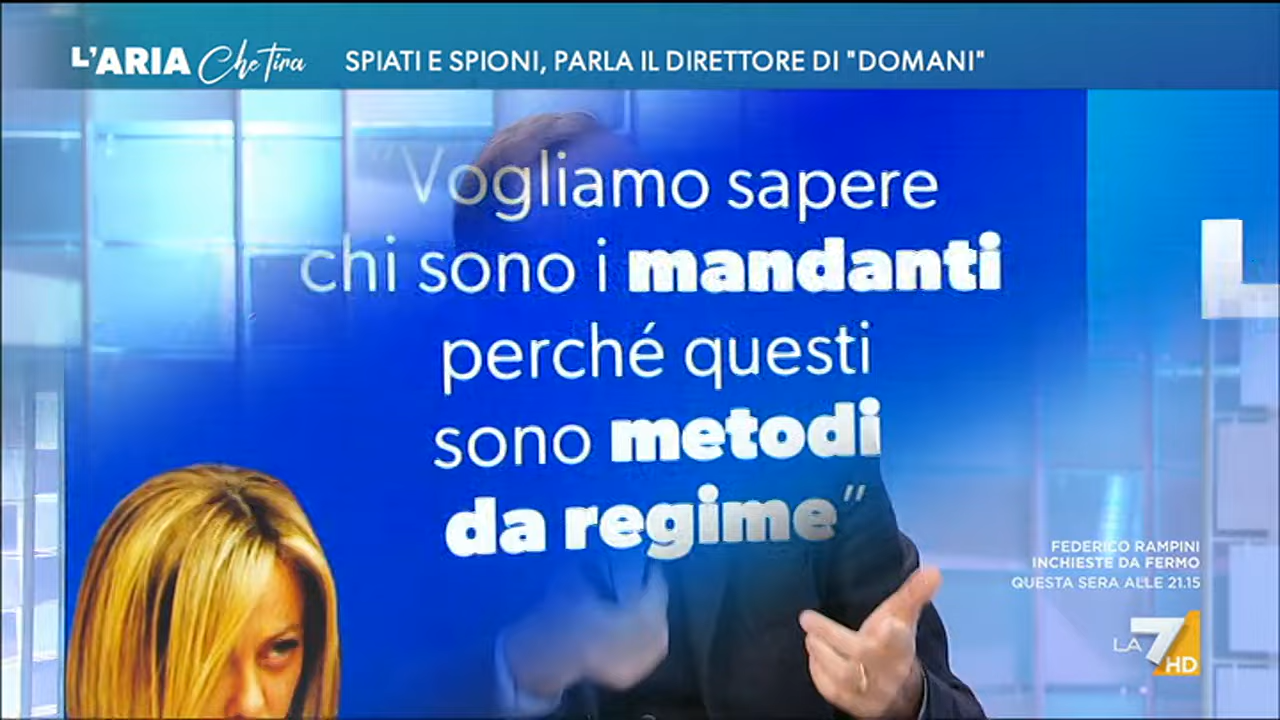 L'ARIA Che tira
SPIATI E SPIONI, PARLA IL DIRETTORE DI "DOMANI"
"Vogliamo sapere
chi sono i mandanti
perché questi
sono metodi
da regime"
L
FEDERICO RAMPINI
INCHIESTE DA FERMO
QUESTA SERA ALLE 21.15
LA7 HD